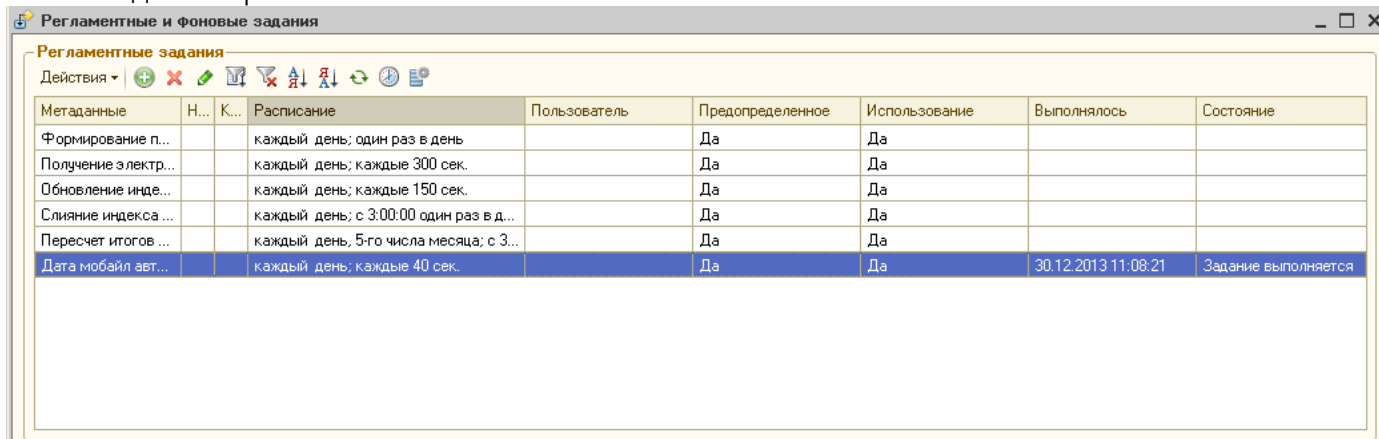 Регламентные и фоновые задания
Регламентные задания
Действия
Метаданные Н... К... Расписание Пользователь Предопределенное Использование Выполнялось Состояние
Формирование п... каждый день; один раз в день Да Да
Получение электр... каждый день; каждые 300 сек. Да Да
Обновление инде... каждый день; каждые 150 сек. Да Да
Слияние индекса ... каждый день; с 3:00:00 один раз в д... Да Да
Пересчет итогов ... каждый день, 5-го числа месяца; с 3... Да Да
Дата мобайл авт... каждый день; каждые 40 сек. Да Да 30.12.2013 11:08:21 Задание выполняется